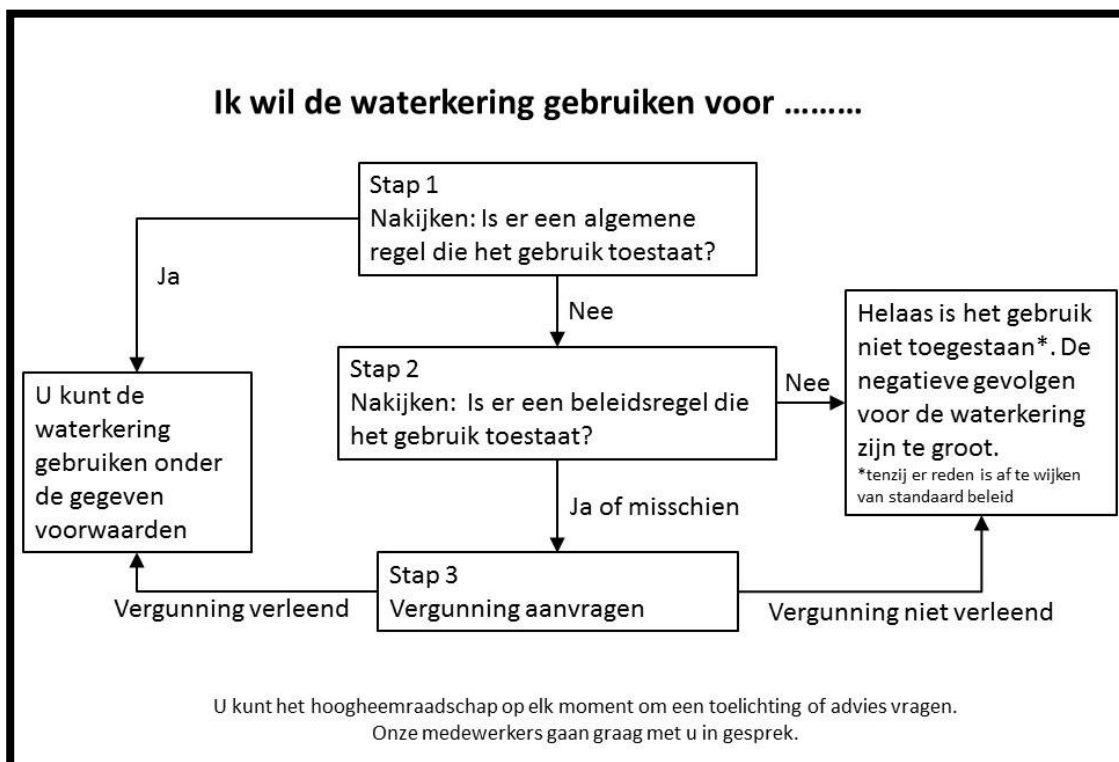 Ik wil de waterkering gebruiken voor .........
Stap 1
Nakijken: Is er een algemene
regel die het gebruik toestaat?
Ja
Nee
Stap 2
Nakijken:  Is er een beleidsregel die
het gebruik toestaat?
Nee
Helaas is het gebruik
niet toegestaan*. De
negatieve gevolgen
voor de waterkering
zijn te groot.
*tenzij er reden is af te wijken
van standaard beleid
U kunt de
waterkering
gebruiken onder
de gegeven
voorwaarden
Ja of misschien
Stap 3
Vergunning aanvragen
Vergunning verleend
Vergunning niet verleend
U kunt het hoogheemraadschap op elk moment om een toelichting of advies vragen.
Onze medewerkers gaan graag met u in gesprek.